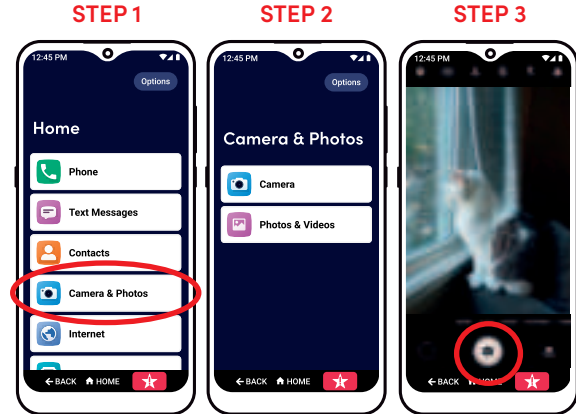 STEP 1
STEP 2
STEP 3
12:45 PM
Options
Home
Phone
Text Messages
Contacts
Camera & Photos
Internet
BACK
HOME
12:45 PM
Options
Camera & Photos
Camera
Photos & Videos
BACK
HOME
12:45 PM
BACK
HOME